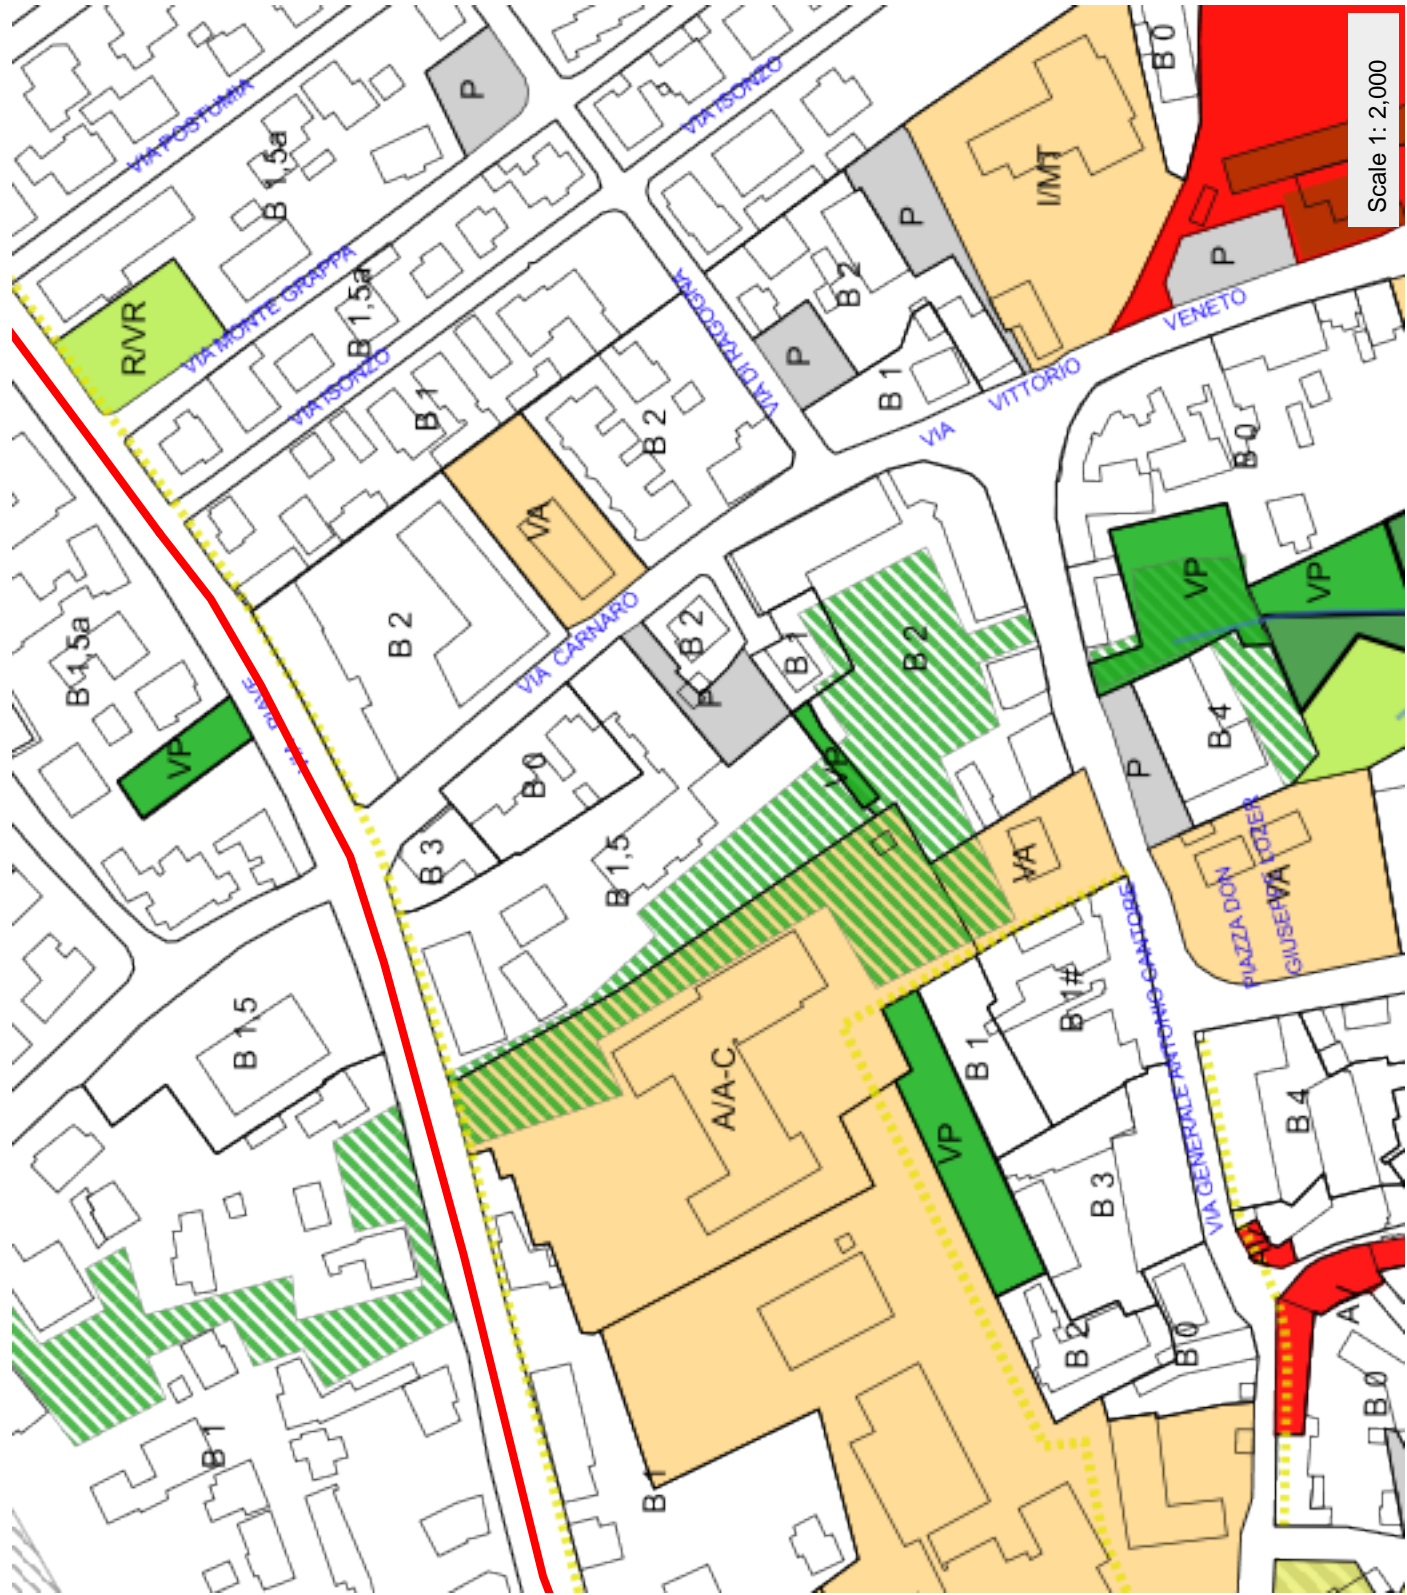 B 0
Scale 1: 2,000
P
VIA POSTUMIA
VIA ISONZO
B 1,5a
I/MT
P
P
R/VR
VIA MONTE GRAPPA
B 1,5a
B 2
VENETO
VIA DI RAGOGNA
P
VIA ISONZO
B 1
VITTORIO
B 1
VIA
B 2
B 0
VA
VP
VP
B 2
VIA CARNARO
B 2
B 1
B 2
B 1,5a
VIA PIAVE
P
B 4
VP
VP
P
B 0
B 3
B 1,5
VA
PIAZZA DON
GIUSEPPE LOZER
VA
VIA GENERALE ANTONIO CANTORE
B 1#
B 1,5
B 1
A/A-C
VP
B 4
B 3
A
B 2
B 0
B 0
B 1
B 1